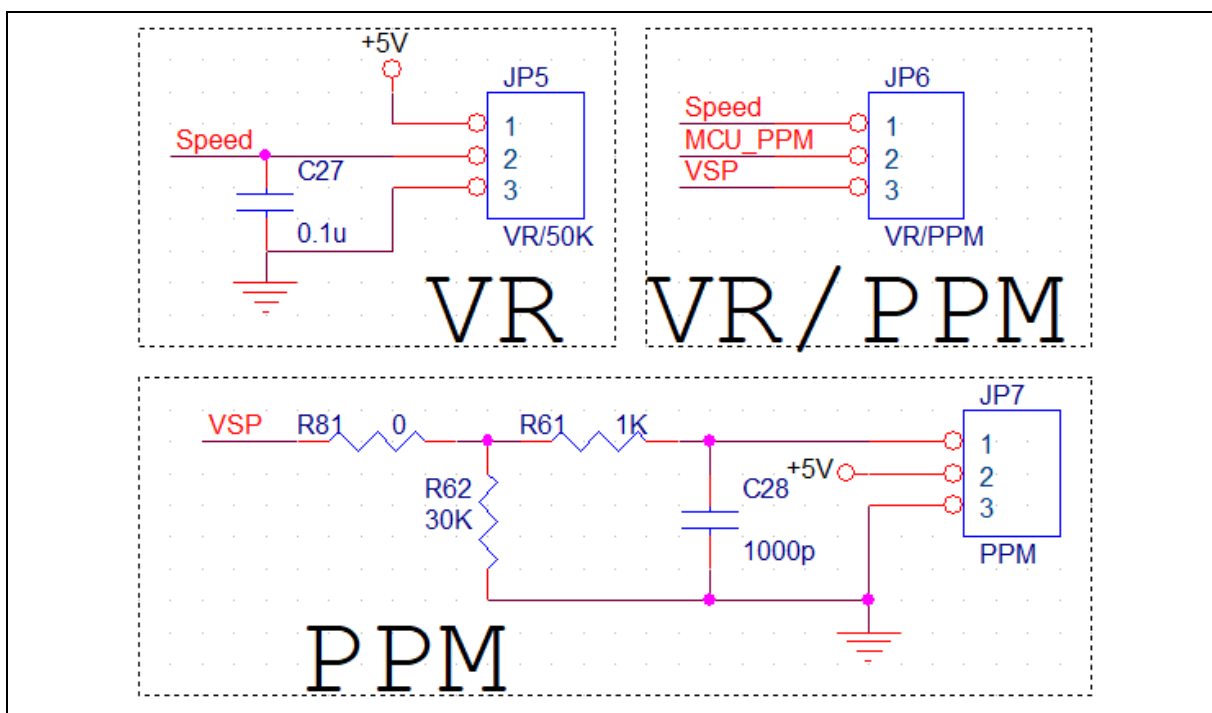 +5V
JP5
Speed
1
2
3
C27
0.1u
VR/50K
VR
JP6
Speed
1
MCU_PPM
2
VSP
3
VR/PPM
VR/PPM
JP7
VSP
R81 0
R61 1K
1
+5V
2
3
R62
30K
C28
1000p
PPM
PPM